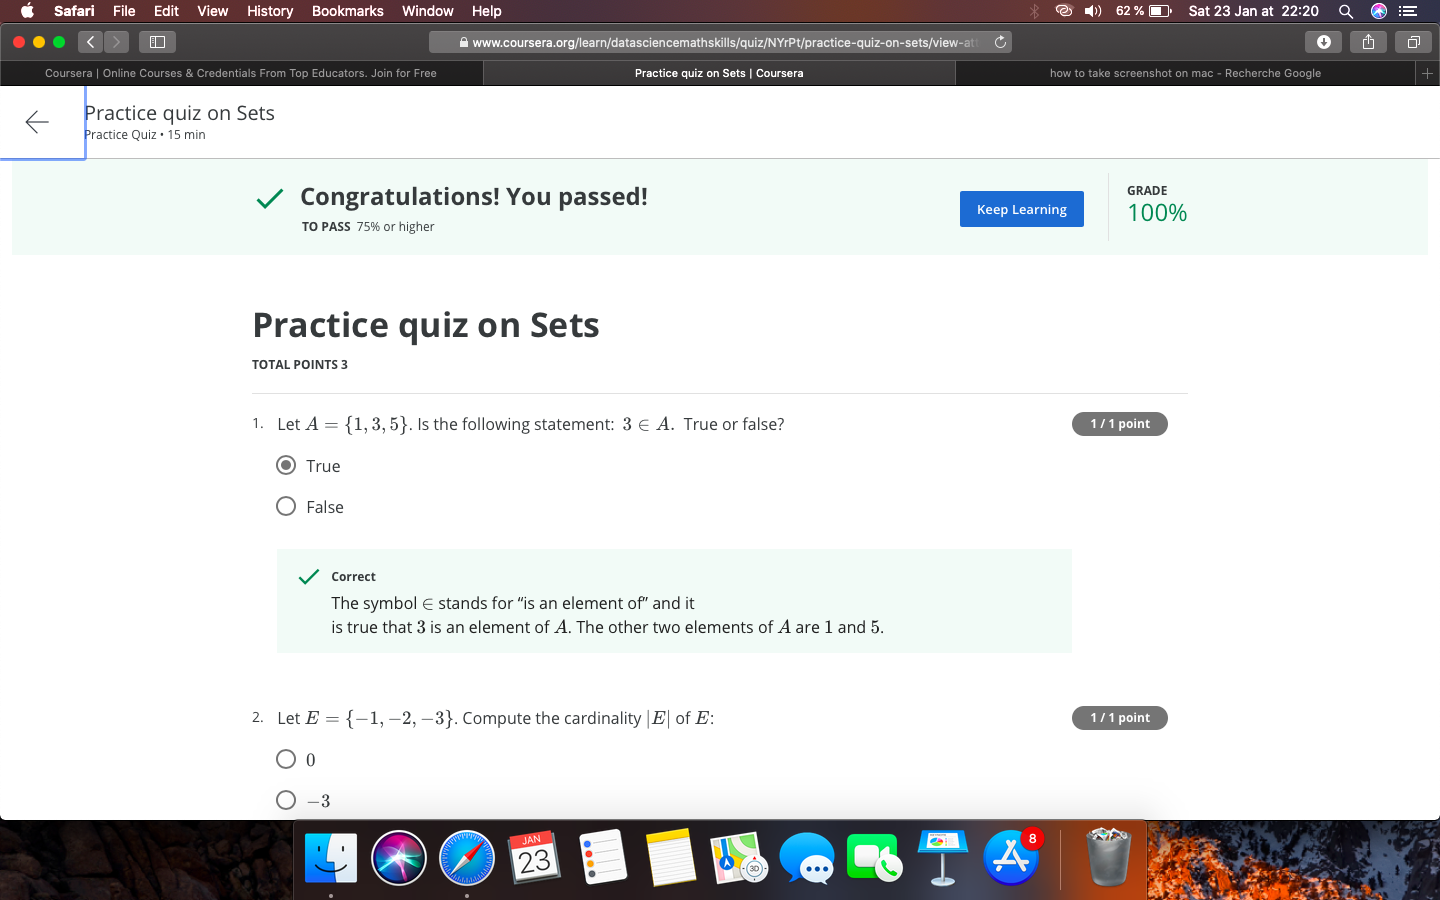 Safari File Edit View History Bookmarks Window Help 62 % Sat 23 Jan at 22:20
www.coursera.org/learn/datasciencemathskills/quiz/NYrPt/practice-quiz-on-sets/view-att
Coursera | Online Courses & Credentials From Top Educators. Join for Free
Practice quiz on Sets | Coursera
how to take screenshot on mac - Recherche Google
Practice quiz on Sets
Practice Quiz • 15 min
Congratulations! You passed!
TO PASS 75% or higher
Keep Learning
GRADE
100%
Practice quiz on Sets
TOTAL POINTS 3
1. Let A = {1, 3, 5}. Is the following statement: 3 ∈ A. True or false?
1 / 1 point
True
False
Correct
The symbol ∈ stands for “is an element of” and it
is true that 3 is an element of A. The other two elements of A are 1 and 5.
2. Let E = {−1, −2, −3}. Compute the cardinality |E| of E:
1 / 1 point
0
−3
JAN
23
3D
8